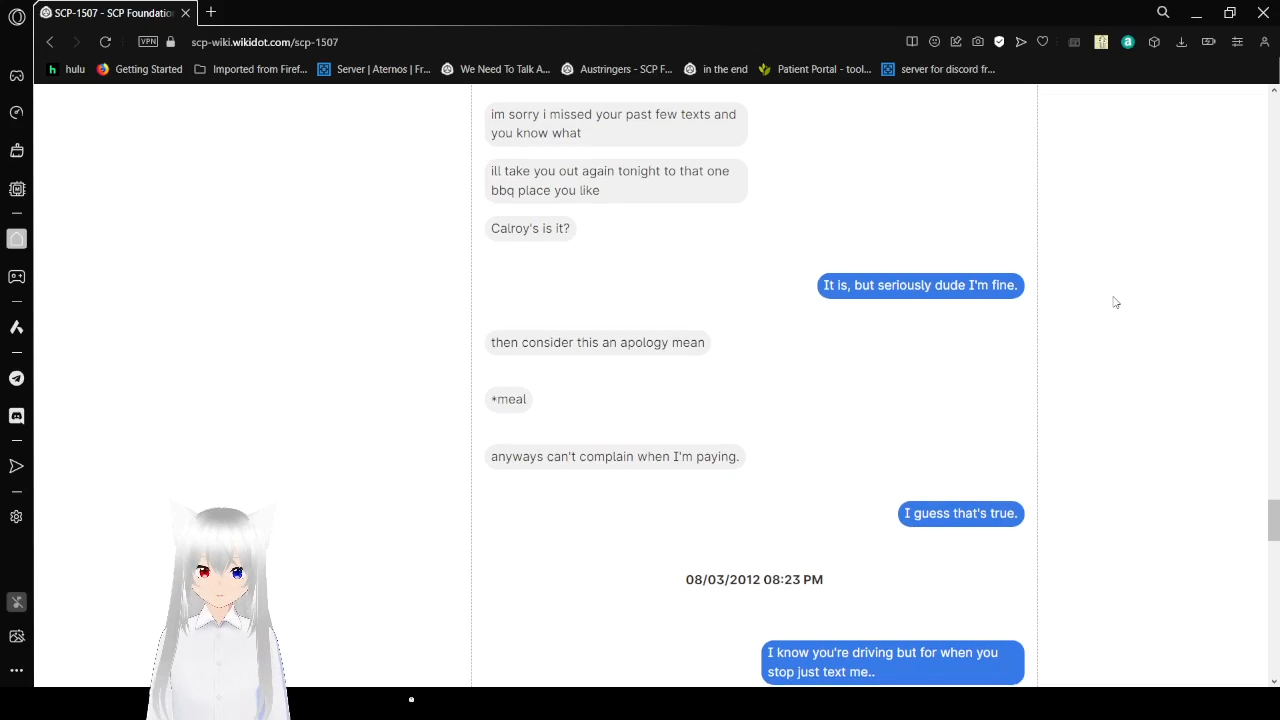 SCP-1507 - SCP Foundatio
VPN
scp-wiki.wikidot.com/scp-1507
hulu
Getting Started
Imported from Firef...
Server | Aternos | Fr...
We Need To Talk A...
Austringers - SCP F...
in the end
Patient Portal - tool...
server for discord fr...
im sorry i missed your past few texts and
you know what
ill take you out again tonight to that one
bbq place you like
Calroy's is it?
It is, but seriously dude I'm fine.
then consider this an apology mean
*meal
anyways can't complain when I'm paying.
I guess that's true.
08/03/2012 08:23 PM
I know you're driving but for when you
stop just text me..